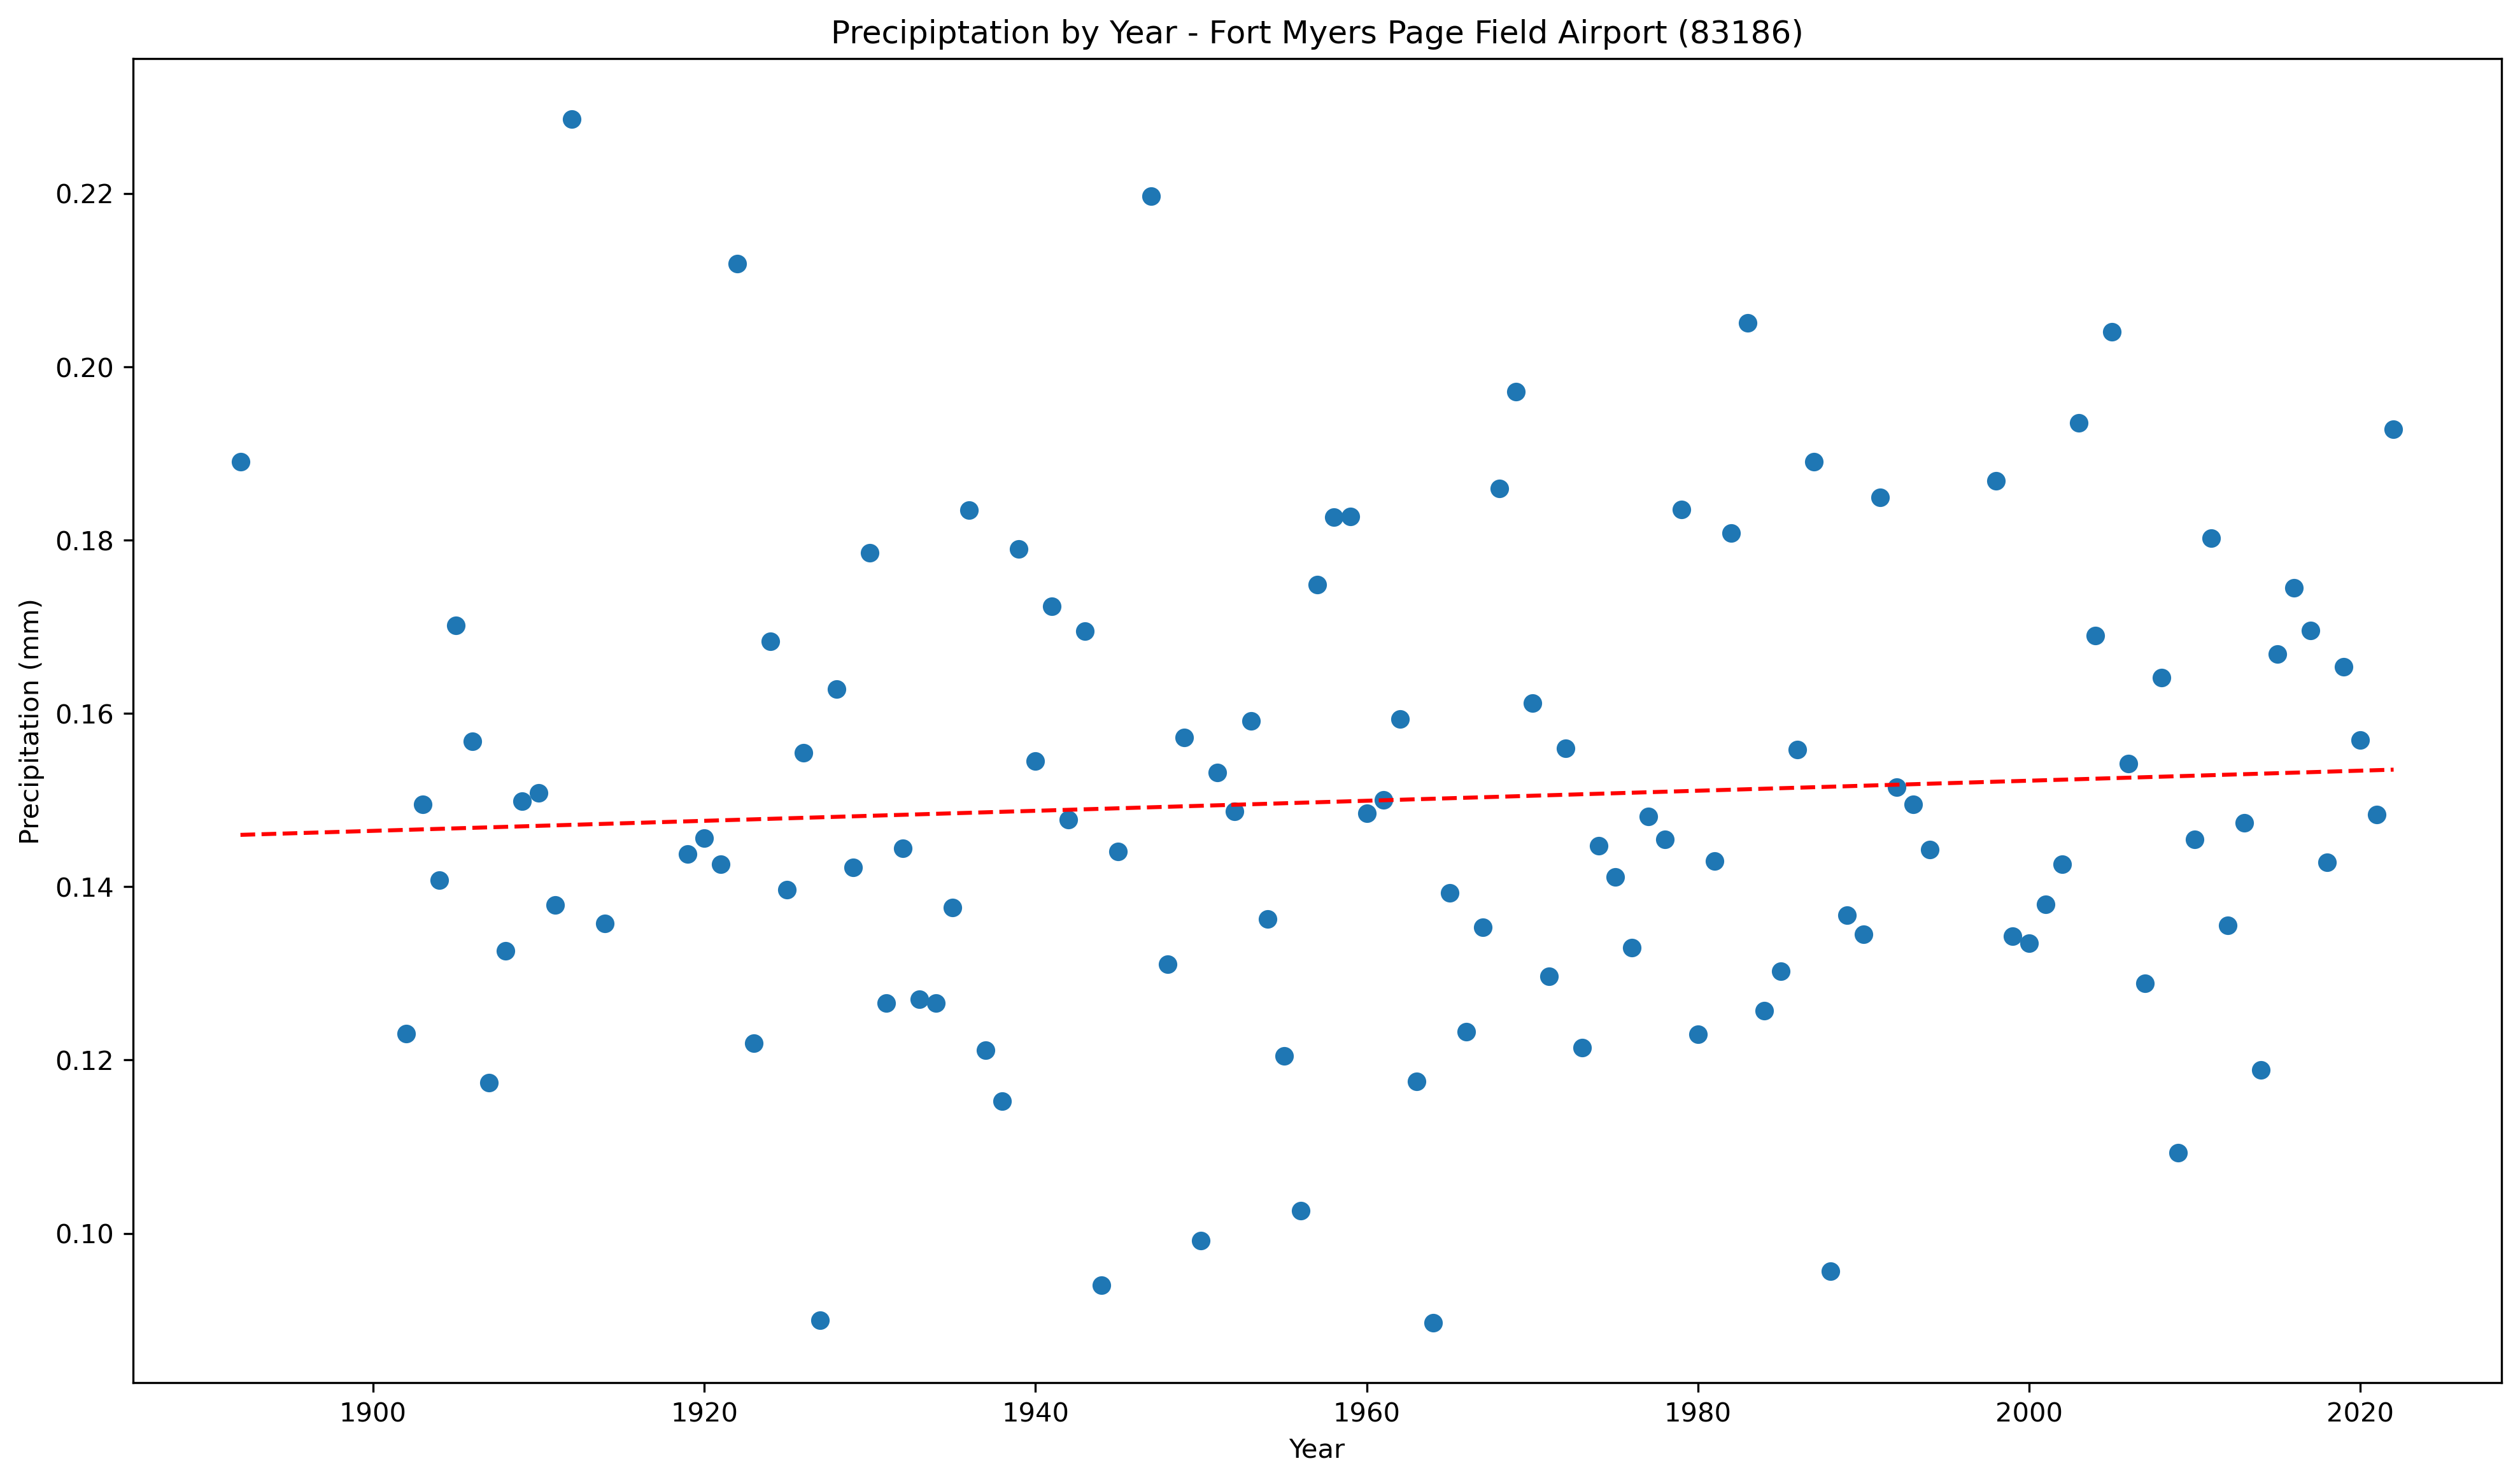 Precipiptation by Year - Fort Myers Page Field Airport (83186)
Precipitation (mm)
0.22
0.20
0.18
0.16
0.14
0.12
0.10
1900 1920 1940 1960 1980 2000 2020
Year